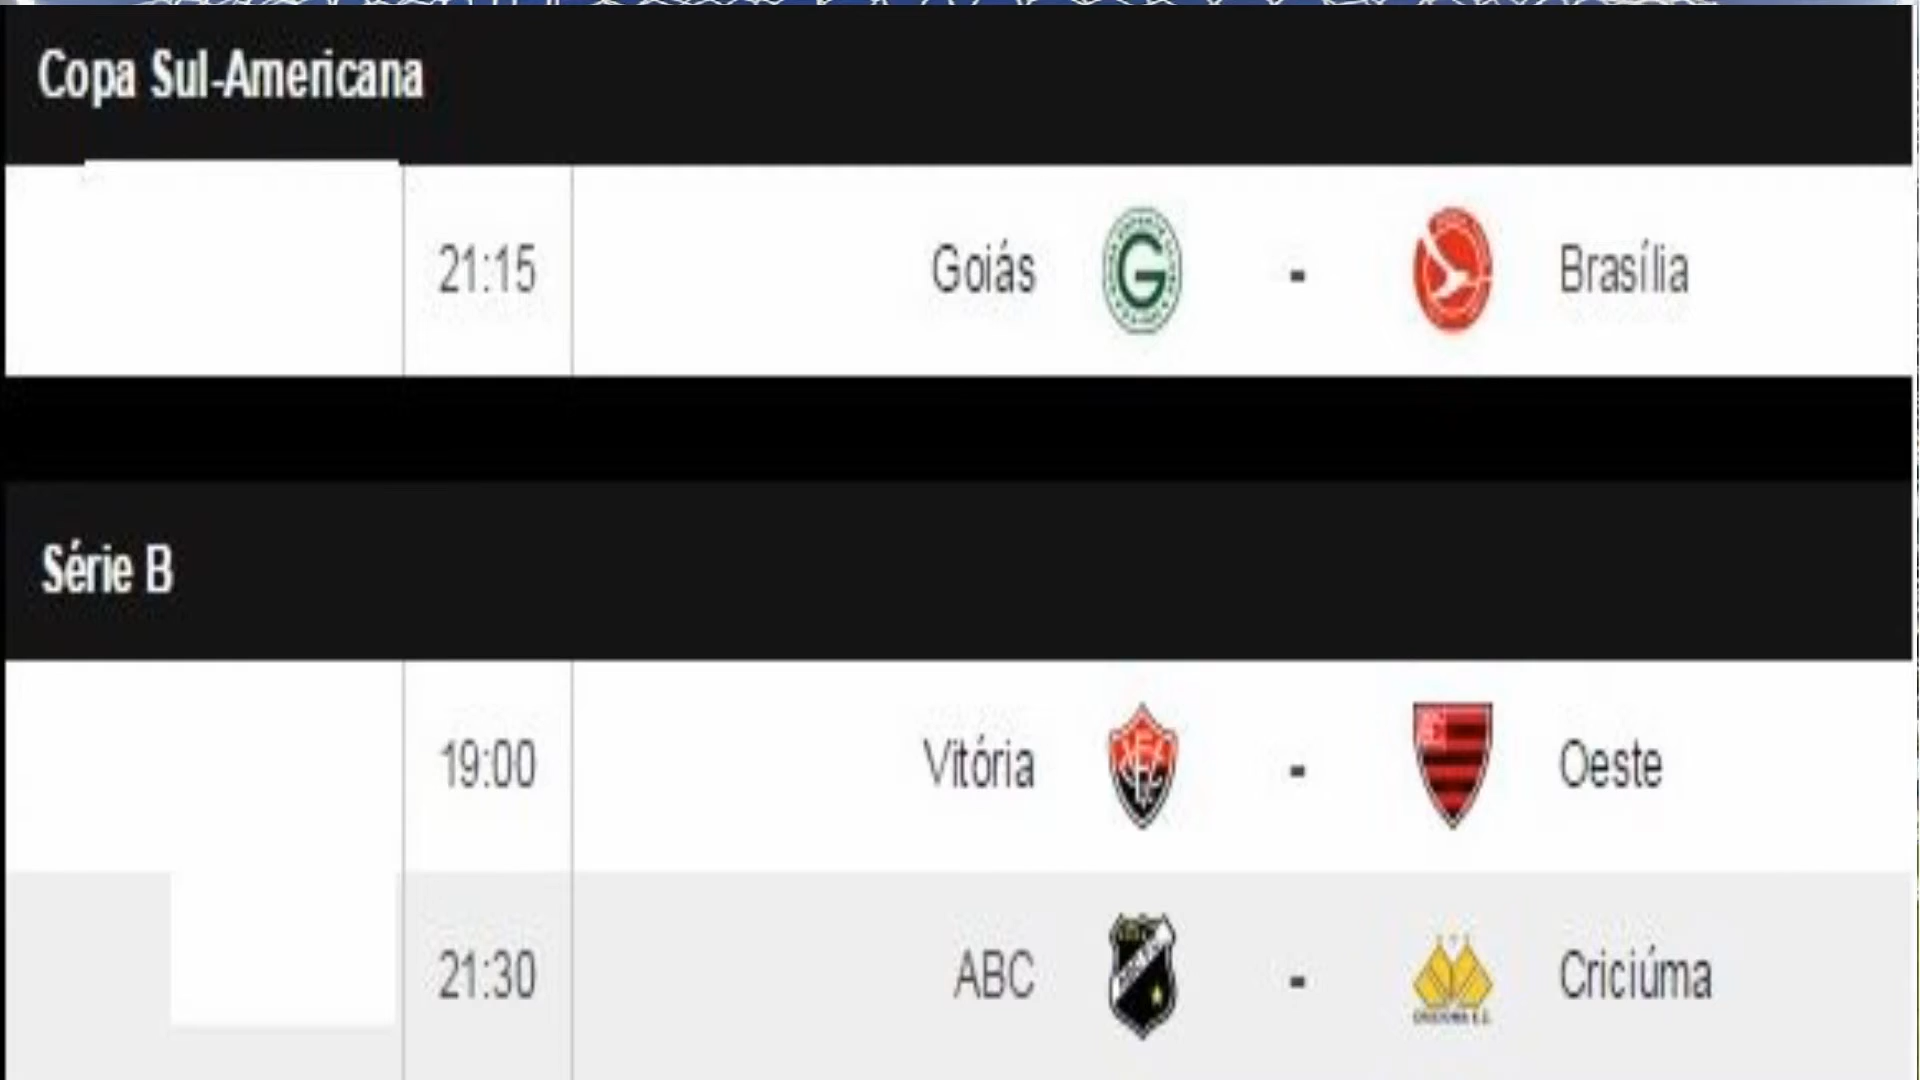 Copa Sul-Americana
21:15 Goiás - Brasília
Série B
19:00 Vitória - Oeste
21:30 ABC - Criciúma